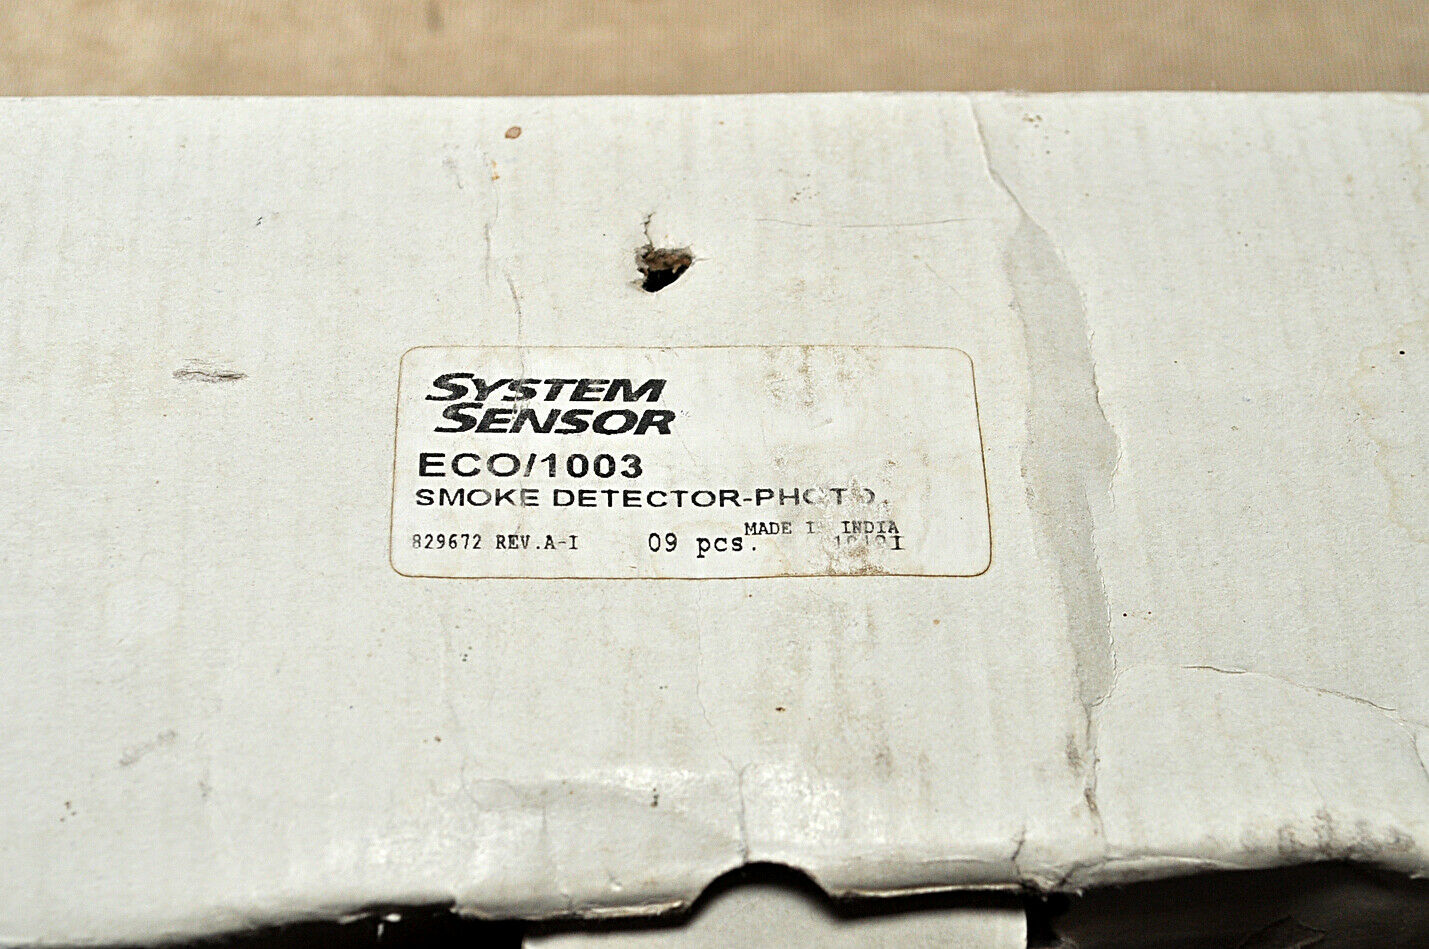 SYSTEM
SENSOR
ECO/1003
SMOKE DETECTOR-PHOTO.
MADE IN INDIA
829672 REV.A-I 09 pcs.